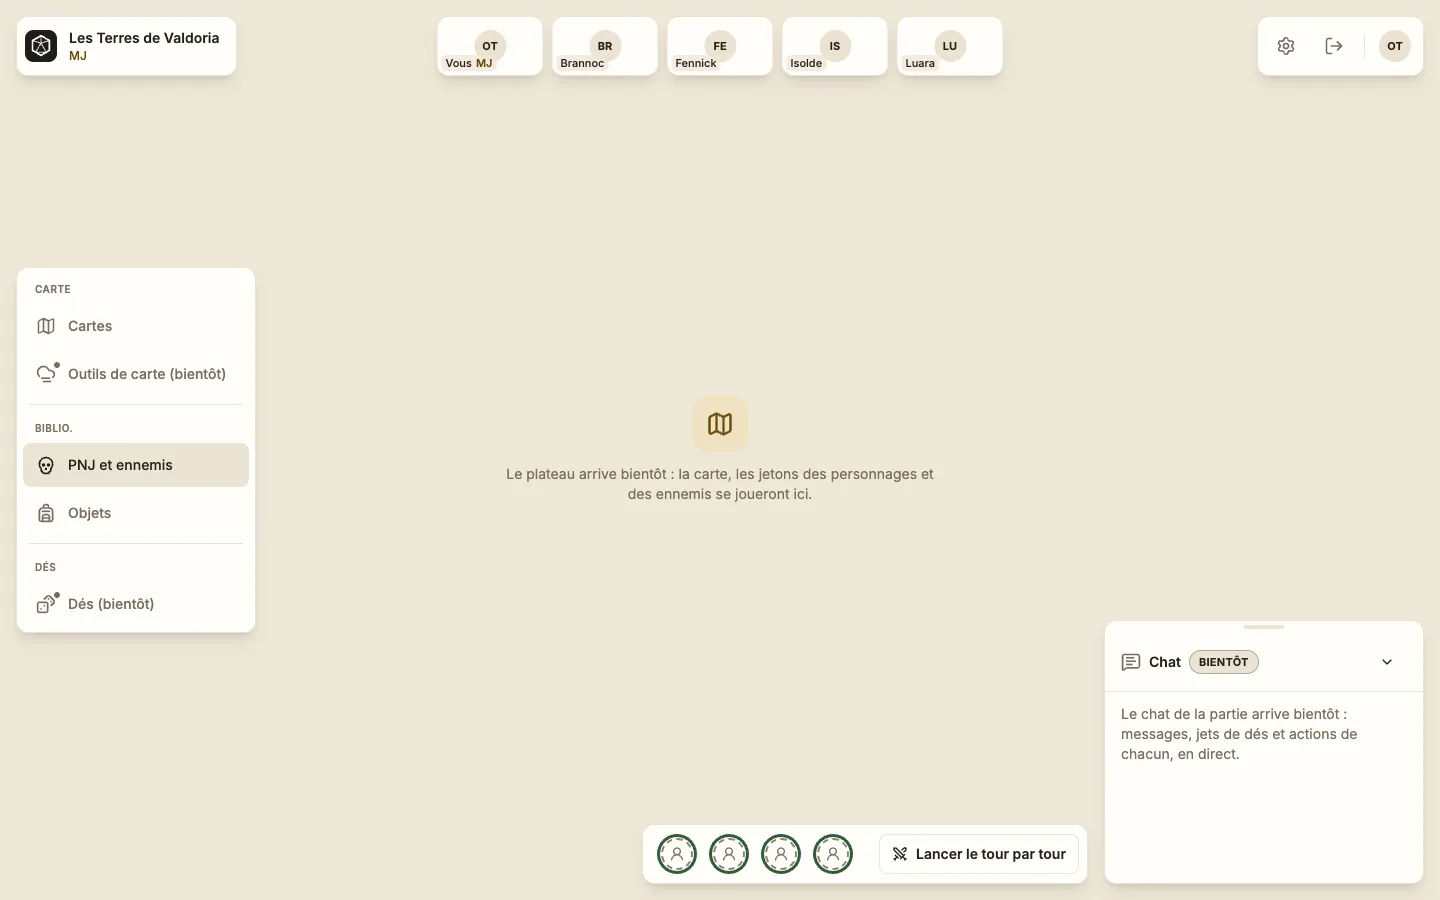 Les Terres de Valdoria
MJ
OT
Vous MJ
BR
Brannoc
FE
Fennick
IS
Isolde
LU
Luara
OT
CARTE
Cartes
Outils de carte (bientôt)
BIBLIO.
PNJ et ennemis
Objets
DÉS
Dés (bientôt)
Le plateau arrive bientôt : la carte, les jetons des personnages et
des ennemis se joueront ici.
Chat BIENTÔT
Le chat de la partie arrive bientôt :
messages, jets de dés et actions de
chacun, en direct.
Lancer le tour par tour